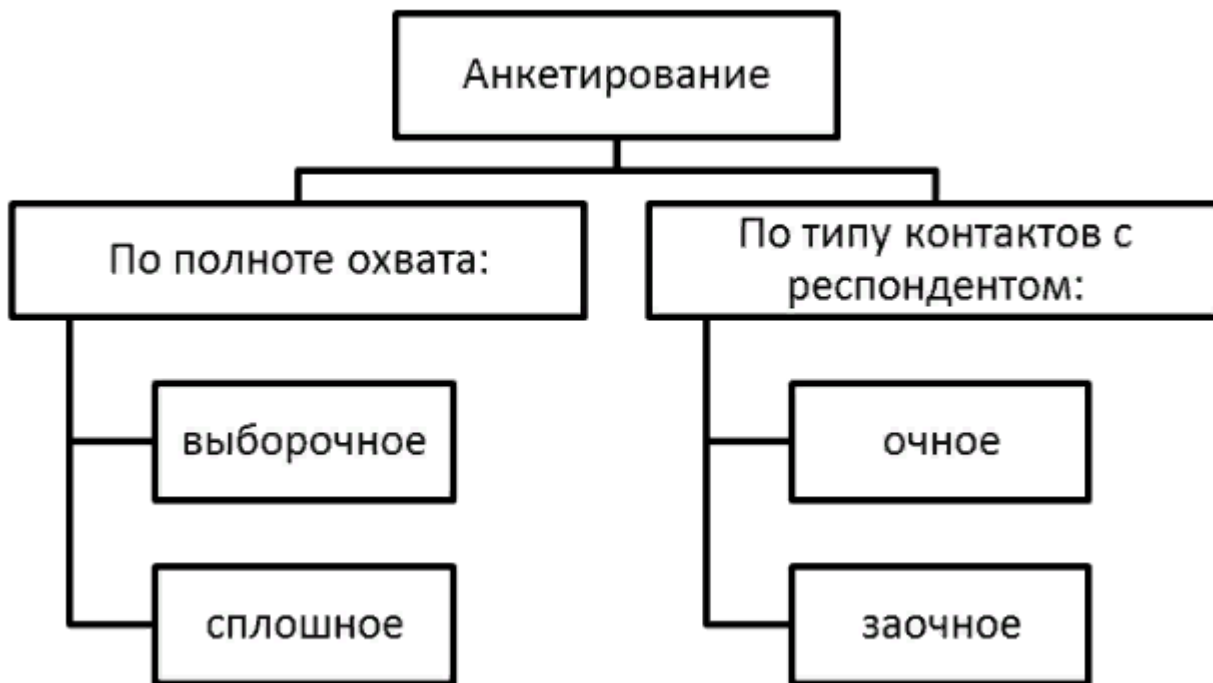 Анкетирование
По полноте охвата:
выборочное
сплошное
По типу контактов с
респондентом:
очное
заочное